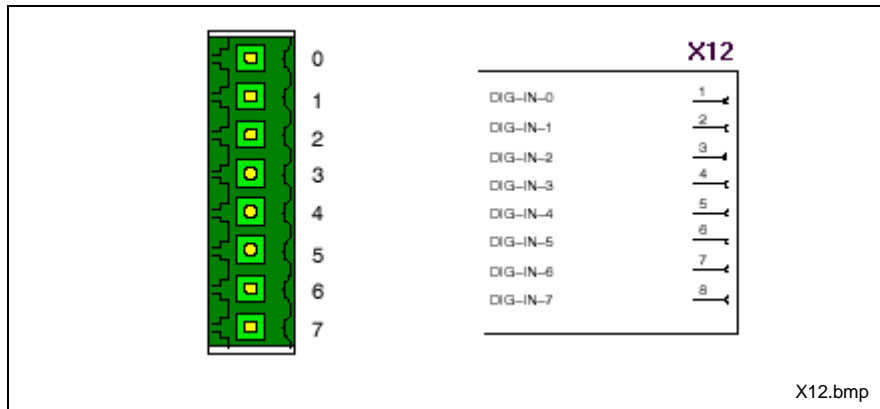 0
1
2
3
4
5
6
7
X12
DIG-IN-0 1
DIG-IN-1 2
DIG-IN-2 3
DIG-IN-3 4
DIG-IN-4 5
DIG-IN-5 6
DIG-IN-6 7
DIG-IN-7 8
X12.bmp